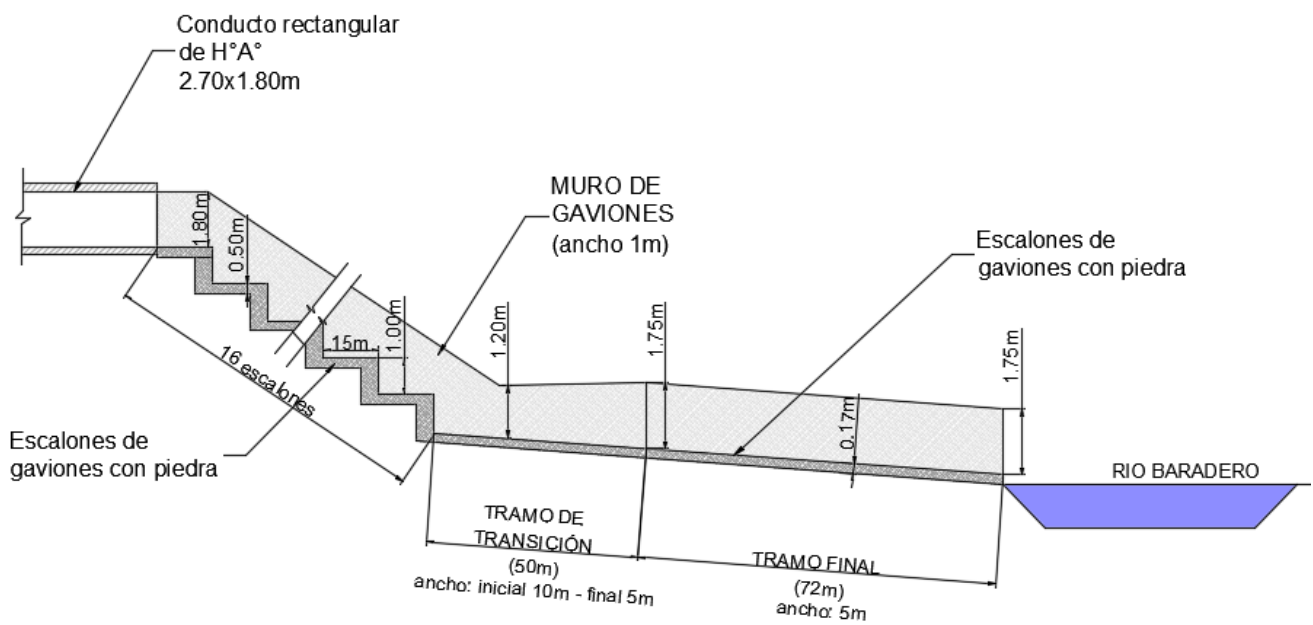 Conducto rectangular
de H°A°
2.70x1.80m
1.80m
0.50m
MURO DE
GAVIONES
(ancho 1m)
Escalones de
gaviones con piedra
15m
1.00m
1.20m
1.75m
0.17m
1.75m
16 escalones
Escalones de
gaviones con piedra
RIO BARADERO
TRAMO DE
TRANSICIÓN
(50m)
ancho: inicial 10m - final 5m
TRAMO FINAL
(72m)
ancho: 5m